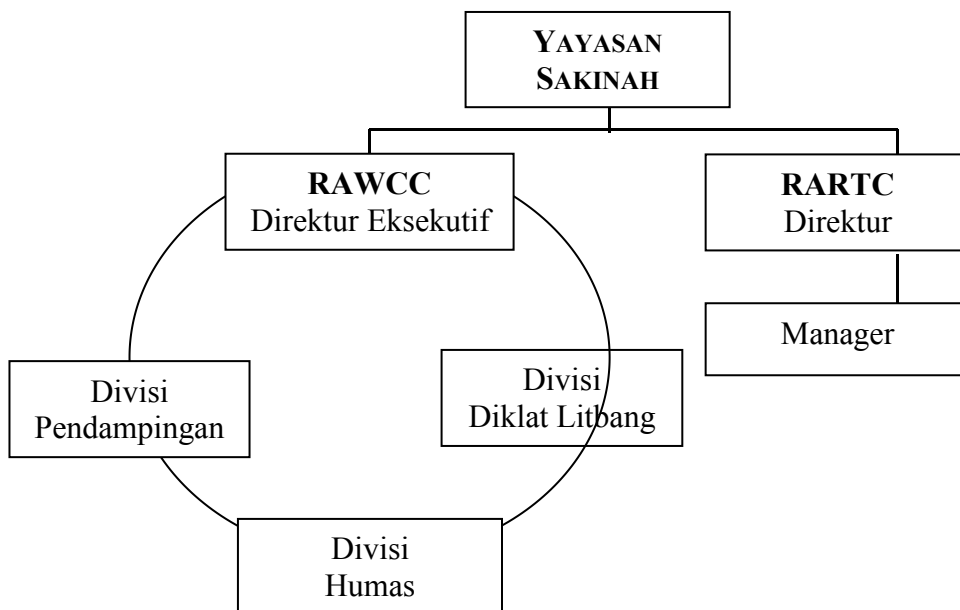 YAYASAN
SAKINAH
RAWCC
Direktur Eksekutif
RARTC
Direktur
Manager
Divisi
Pendampingan
Divisi
Diklat Litbang
Divisi
Humas